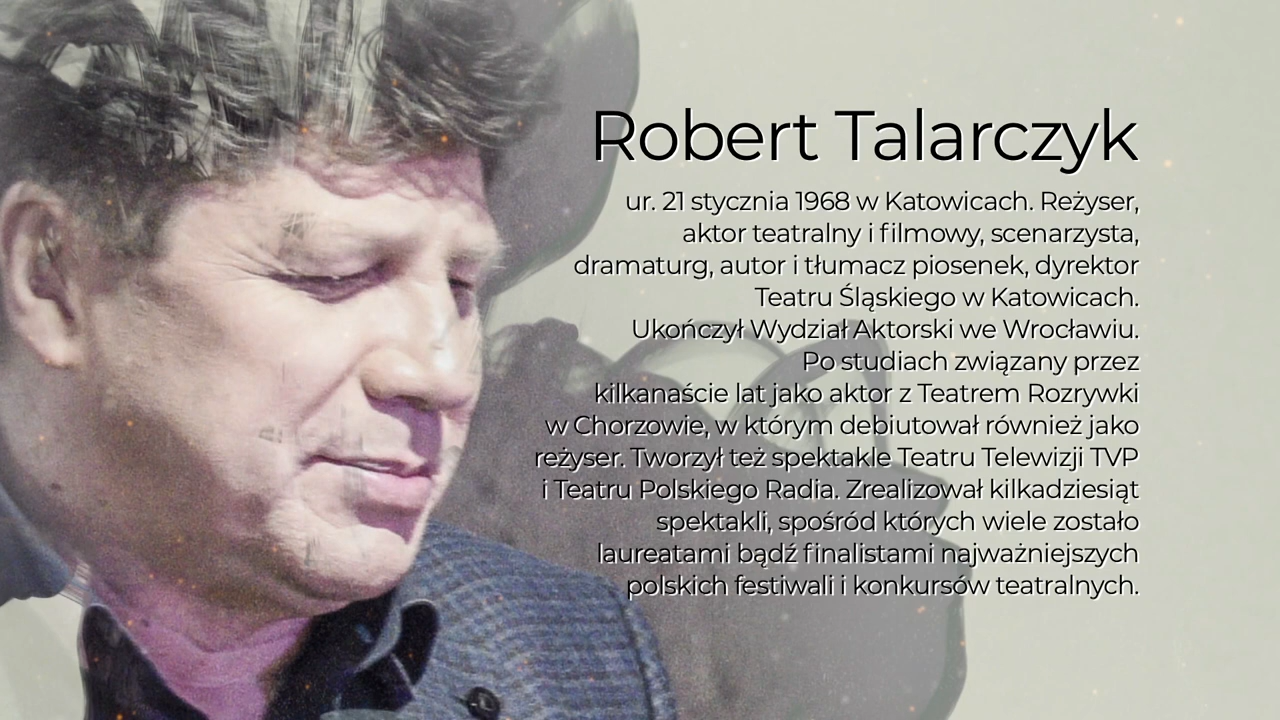 Robert Talarczyk
ur. 21 stycznia 1968 w Katowicach. Reżyser,
aktor teatralny i filmowy, scenarzysta,
dramaturg, autor i tłumacz piosenek, dyrektor
Teatru Śląskiego w Katowicach.
Ukończył Wydział Aktorski we Wrocławiu.
Po studiach związany przez
kilkanaście lat jako aktor z Teatrem Rozrywki
w Chorzowie, w którym debiutował również jako
reżyser. Tworzył też spektakle Teatru Telewizji TVP
i Teatru Polskiego Radia. Zrealizował kilkadziesiąt
spektakli, spośród których wiele zostało
laureatami bądź finalistami najważniejszych
polskich festiwali i konkursów teatralnych.